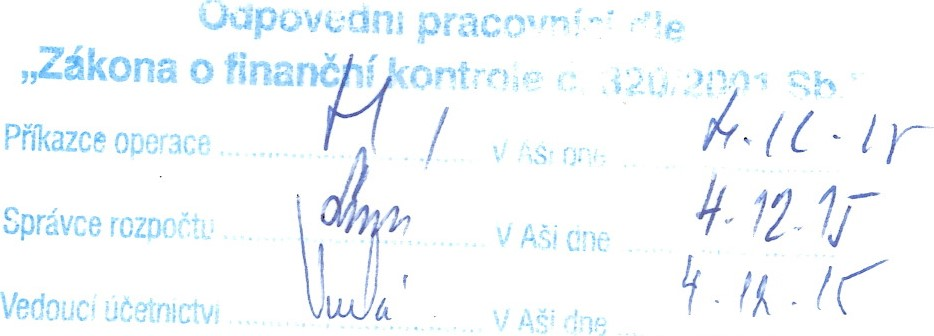 Odpovědní pracovníci dle
„Zákona o finanční kontrole č. 320/2001 Sb."
Příkazce operace ........ V Aši dne ........ 4.12.15
Správce rozpočtu ........ V Aši dne ........ 4.12.15
Vedoucí účetnictví ........ V Aši dne ........ 4.12.15